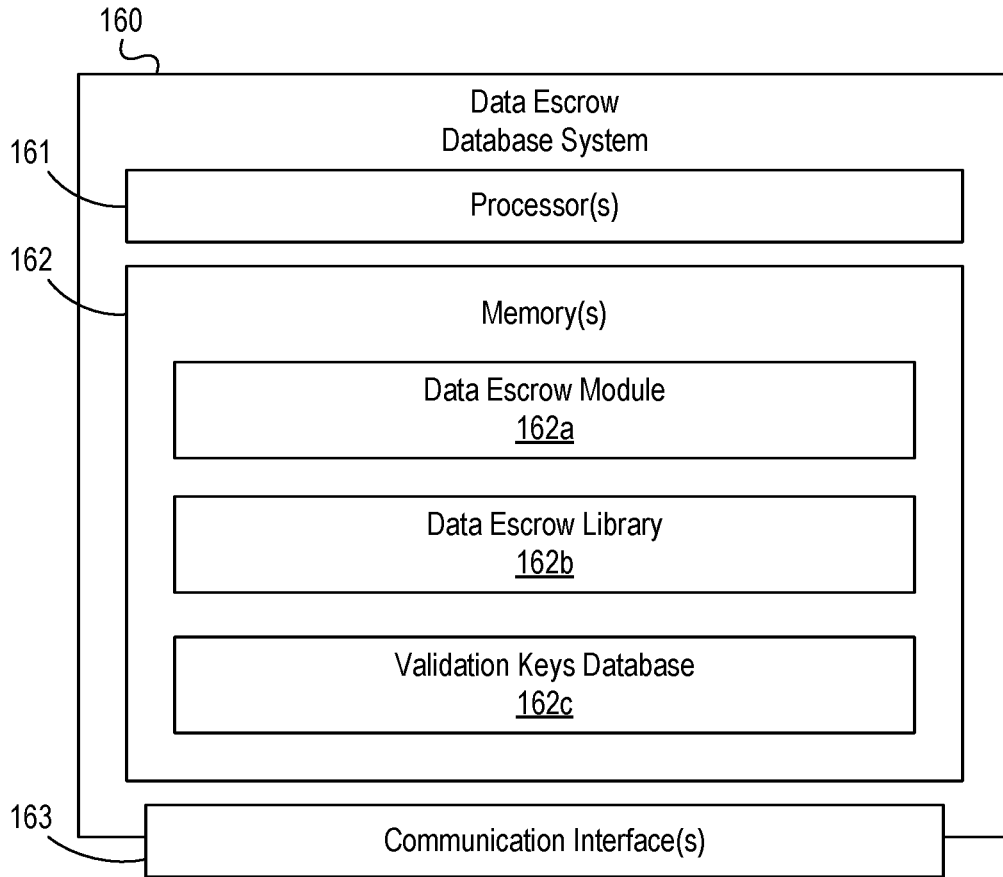 160
Data Escrow
Database System
161
Processor(s)
162
Memory(s)
Data Escrow Module
162a
Data Escrow Library
162b
Validation Keys Database
162c
163
Communication Interface(s)